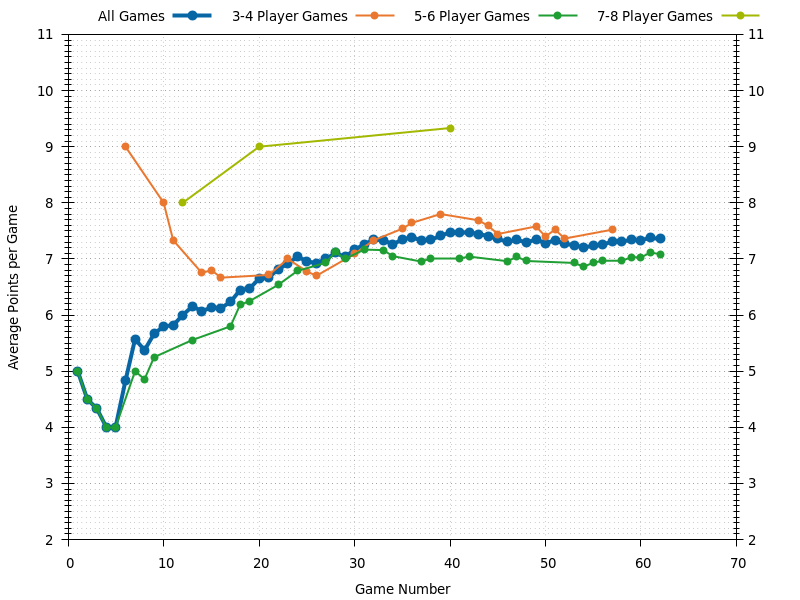 All Games 3-4 Player Games 5-6 Player Games 7-8 Player Games
11 11
10 10
9 9
8 8
7 7
6 6
5 5
4 4
3 3
2 2
0 10 20 30 40 50 60 70
Average Points per Game
Game Number